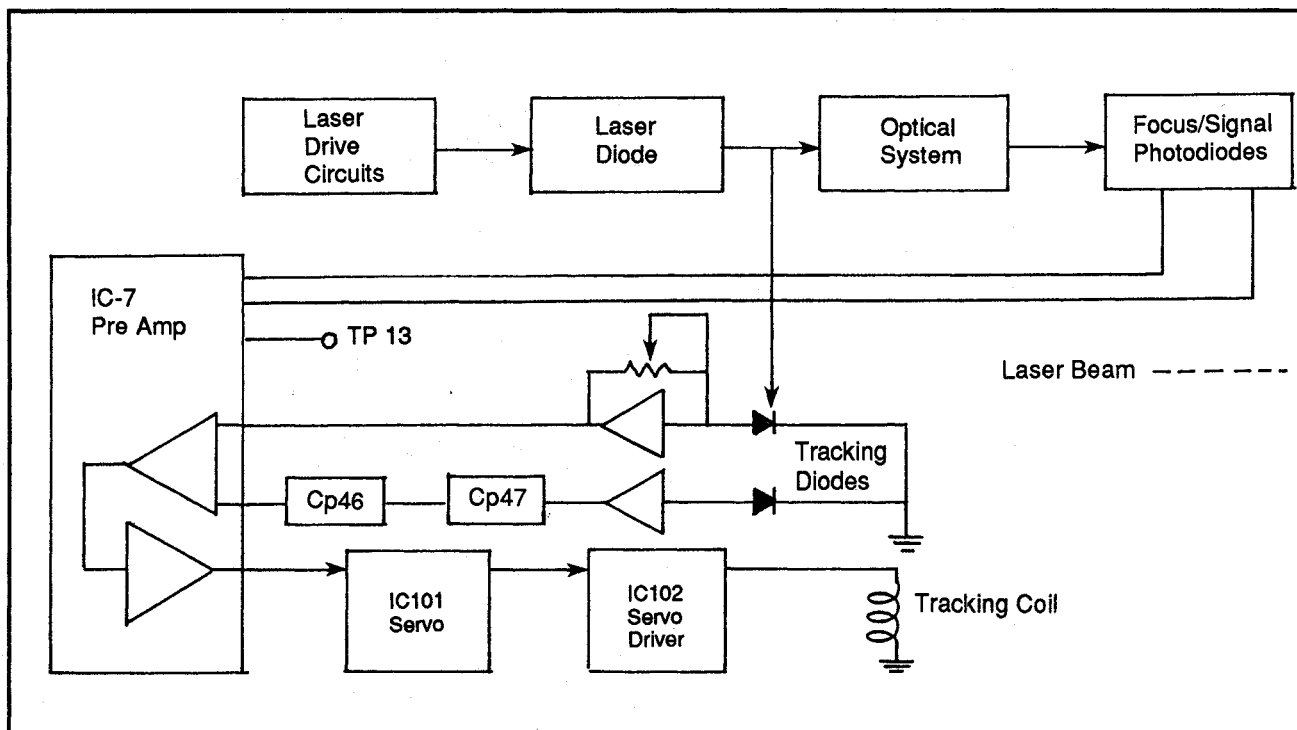 Laser
Drive
Circuits
Laser
Diode
Optical
System
Focus/Signal
Photodiodes
IC-7
Pre Amp
TP 13
Laser Beam
Tracking
Diodes
Cp46
Cp47
IC101
Servo
IC102
Servo
Driver
Tracking Coil